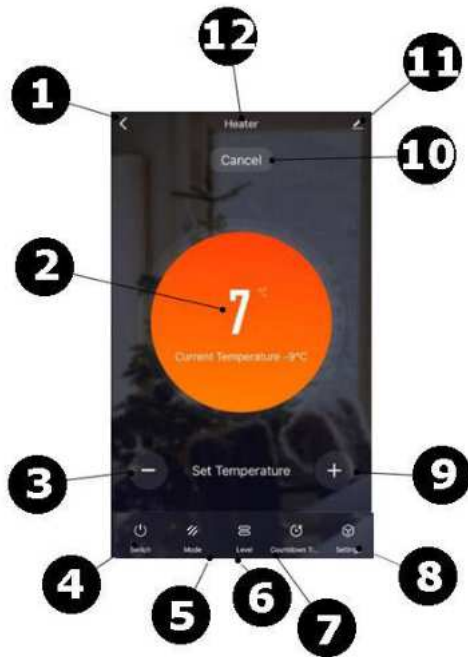 12
11
1
Heater
Cancel
10
2
7 °C
Current Temperature -9°C
3
Set Temperature
9
4
Switch
Mode
Level
Countdown Ti...
Setting
8
5
6
7